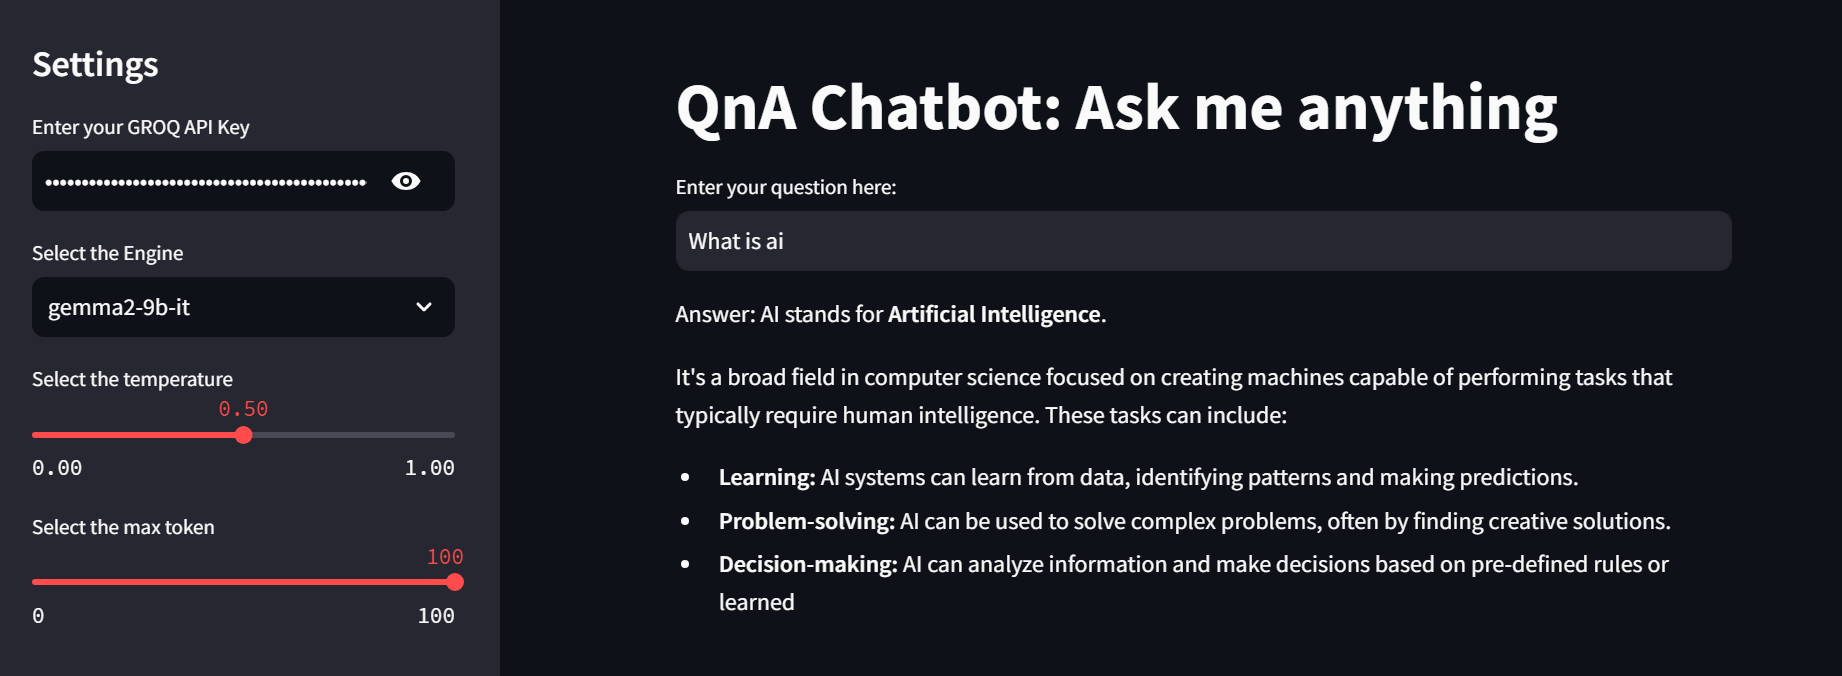 Settings
Enter your GROQ API Key
••••••••••••••••••••••••••••••••••••••••••••
Select the Engine
gemma2-9b-it
Select the temperature
0.50
0.00 1.00
Select the max token
100
0 100
QnA Chatbot: Ask me anything
Enter your question here:
What is ai
Answer: AI stands for Artificial Intelligence.
It's a broad field in computer science focused on creating machines capable of performing tasks that
typically require human intelligence. These tasks can include:
• Learning: AI systems can learn from data, identifying patterns and making predictions.
• Problem-solving: AI can be used to solve complex problems, often by finding creative solutions.
• Decision-making: AI can analyze information and make decisions based on pre-defined rules or
learned